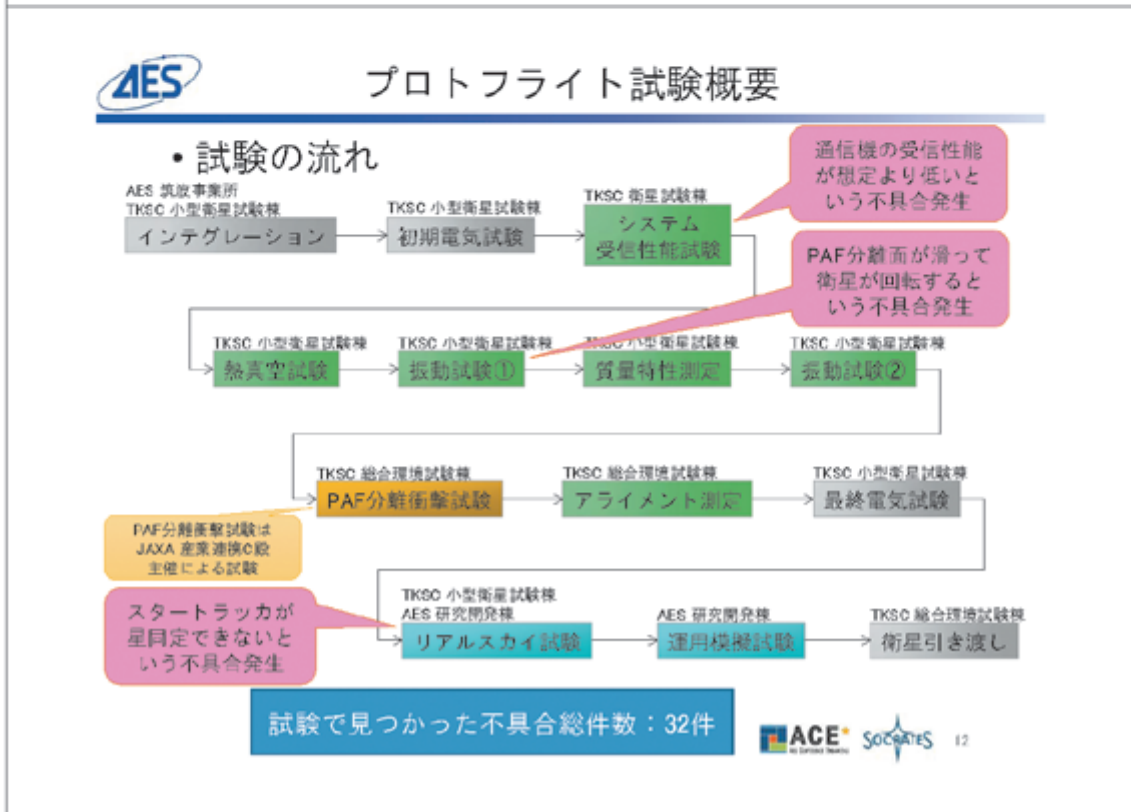 AES
プロトフライト試験概要
・試験の流れ
AES 筑波事業所
TKSC 小型衛星試験棟
インテグレーション
TKSC 小型衛星試験棟
初期電気試験
TKSC 衛星試験棟
システム
受信性能試験
通信機の受信性能
が想定より低いと
いう不具合発生
PAF分離面が滑って
衛星が回転すると
いう不具合発生
TKSC 小型衛星試験棟
熱真空試験
TKSC 小型衛星試験棟
振動試験①
TKSC 小型衛星試験棟
質量特性測定
TKSC 小型衛星試験棟
振動試験②
TKSC 総合環境試験棟
PAF分離衝撃試験
TKSC 総合環境試験棟
アライメント測定
TKSC 小型衛星試験棟
最終電気試験
PAF分離衝撃試験は
JAXA 産業連携C殿
主催による試験
スタートラッカが
星同定できないと
いう不具合発生
TKSC 小型衛星試験棟
AES 研究開発棟
リアルスカイ試験
AES 研究開発棟
運用模擬試験
TKSC 総合環境試験棟
衛星引き渡し
試験で見つかった不具合総件数：32件
ACE
SOCRATES
12